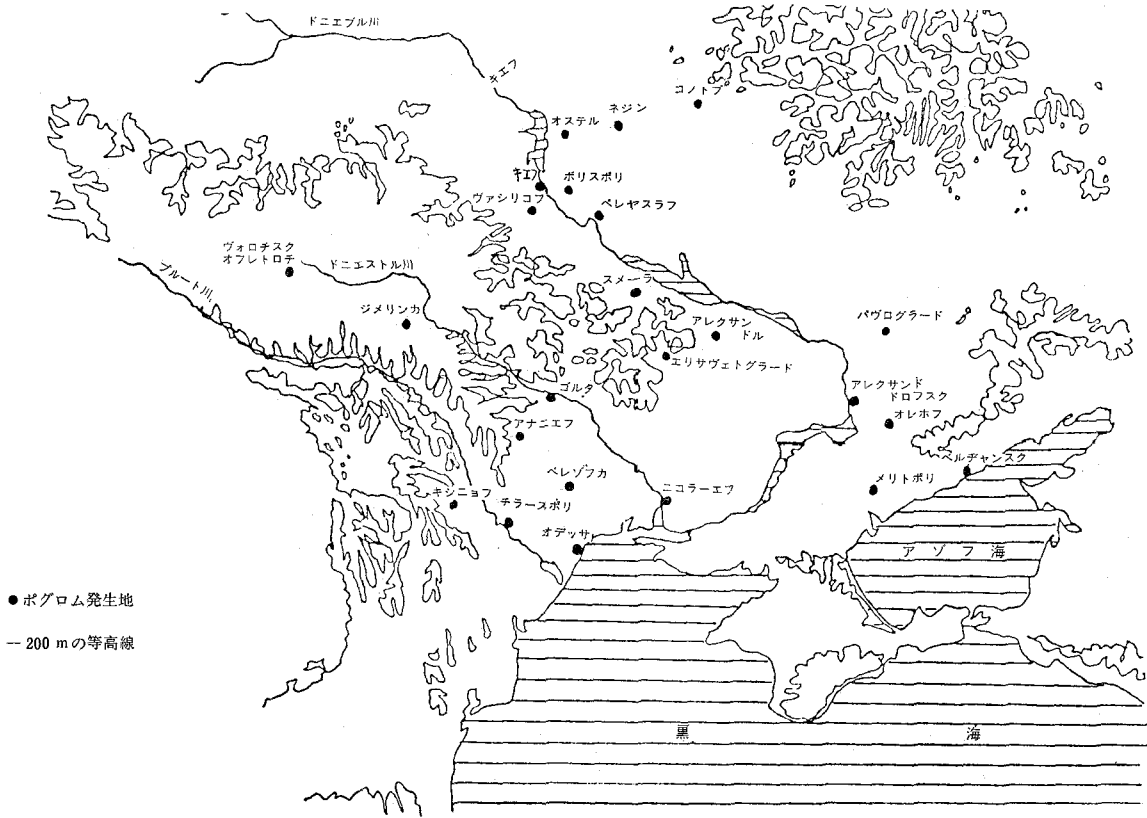 ドニエプル川
キエフ
コノトプ
ネジン
オステル
キエフ
ボリスポリ
ヴァシリコフ
ペレヤスラフ
ヴォロチスク
オフレトロチ
ドニエストル川
プルート川
スメーラ
ジメリンカ
アレクサン
ドル
パヴログラード
エリサヴェトグラード
ゴルタ
アレクサンド
ドロフスク
オレホフ
アナニエフ
ベレゾフカ
ベルヂャンスク
メリトポリ
キシニョフ
チラースポリ
ニコラーエフ
オデッサ
アゾフ海
●ポグロム発生地
-- 200 mの等高線
黒海